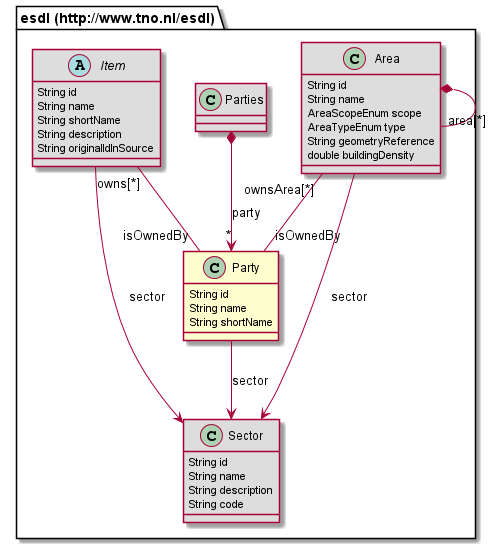 esdl (http://www.tno.nl/esdl)
A Item
String id
String name
String shortName
String description
String originalIdInSource
C Parties
C Area
String id
String name
AreaScopeEnum scope
AreaTypeEnum type
String geometryReference
double buildingDensity
area[*]
owns[*]
ownsArea[*]
party
*
isOwnedBy
isOwnedBy
C Party
String id
String name
String shortName
sector
sector
sector
C Sector
String id
String name
String description
String code